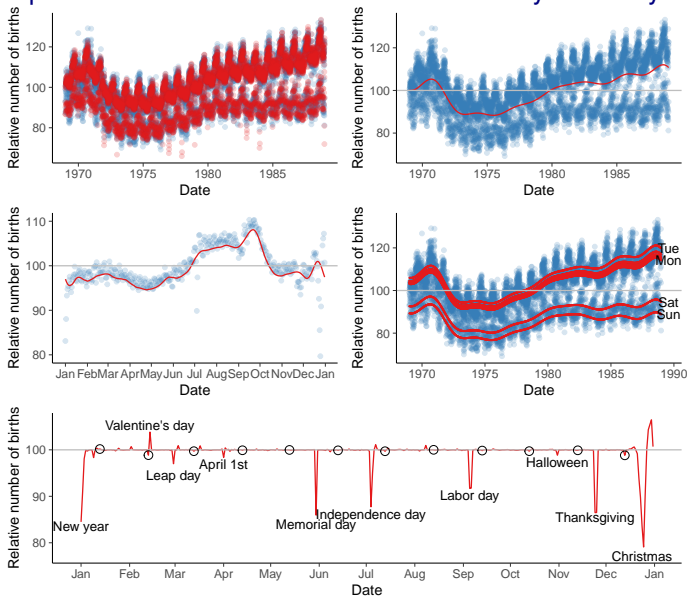 Relative number of births
120
100
80
1970
1975
1980
1985
Date
Relative number of births
120
100
80
1970
1975
1980
1985
Date
Relative number of births
110
100
90
80
Jan Feb Mar Apr May Jun Jul Aug Sep Oct Nov Dec Jan
Date
Relative number of births
120
100
80
Tue
Mon
Sat
Sun
1970
1975
1980
1985
1990
Date
Relative number of births
100
90
80
Valentine's day
Leap day
April 1st
Halloween
Labor day
Independence day
Memorial day
New year
Thanksgiving
Christmas
Jan Feb Mar Apr May Jun Jul Aug Sep Oct Nov Dec Jan
Date